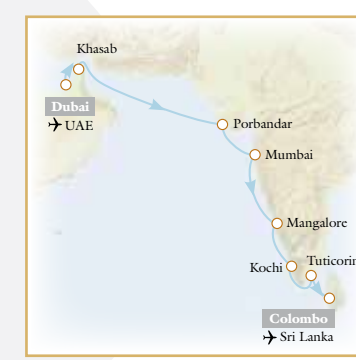 Khasab
Dubai
UAE
Porbandar
Mumbai
Mangalore
Kochi
Tuticorin
Colombo
Sri Lanka